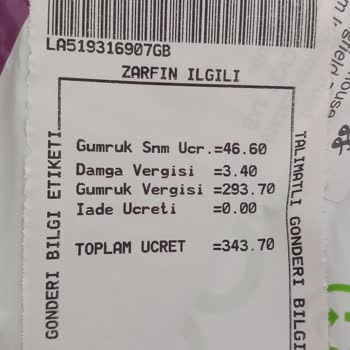 LA519316907GB
ZARFIN ILGILI
Gumruk Snm Ucr.=46.60
Damga Vergisi =3.40
Gumruk Vergisi =293.70
Iade Ucreti =0.00
TOPLAM UCRET =343.70
GONDERI BILGI ETIKETI
TALIMATLI GONDERI BILGI
house